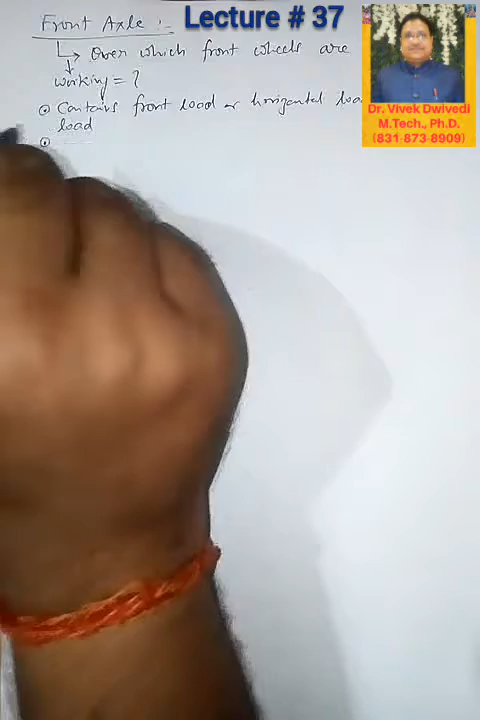 Lecture # 37
Front Axle :-
Over which front wheels are
working = ?
Contains front load or horizontal loa
load
Dr. Vivek Dwivedi
M.Tech., Ph.D.
(831-873-8909)